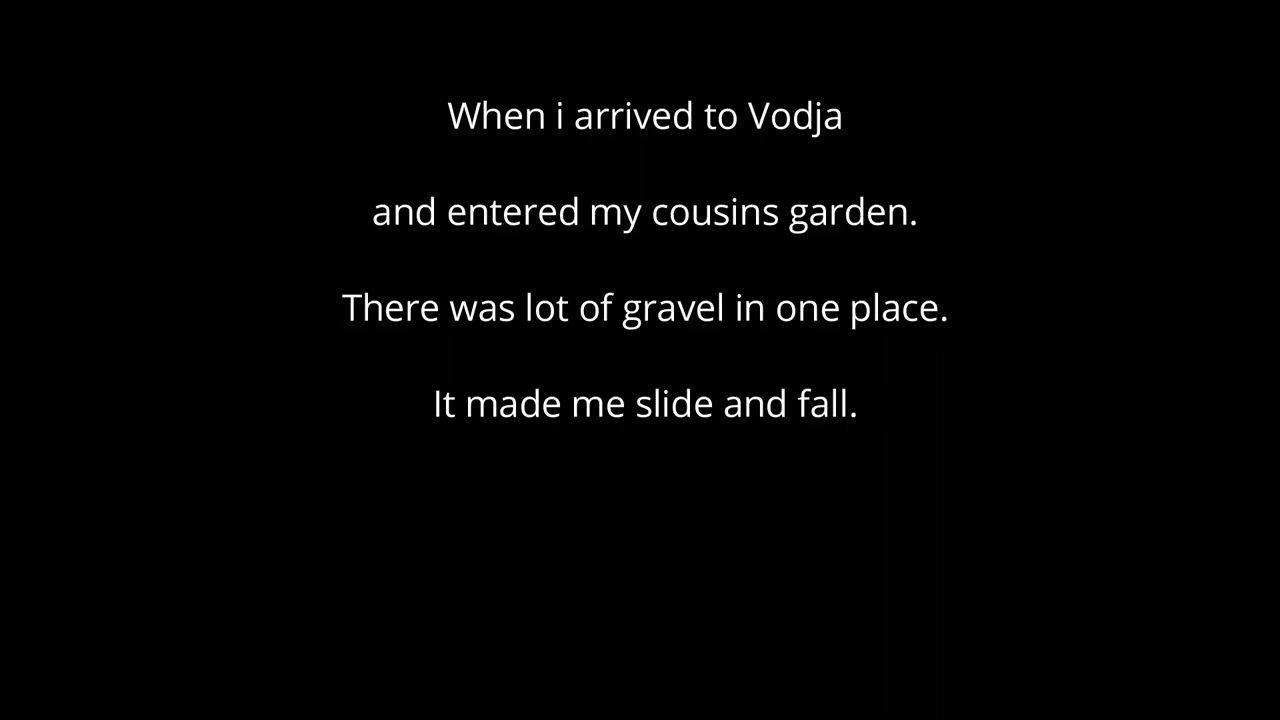 When i arrived to Vodja
and entered my cousins garden.
There was lot of gravel in one place.
It made me slide and fall.